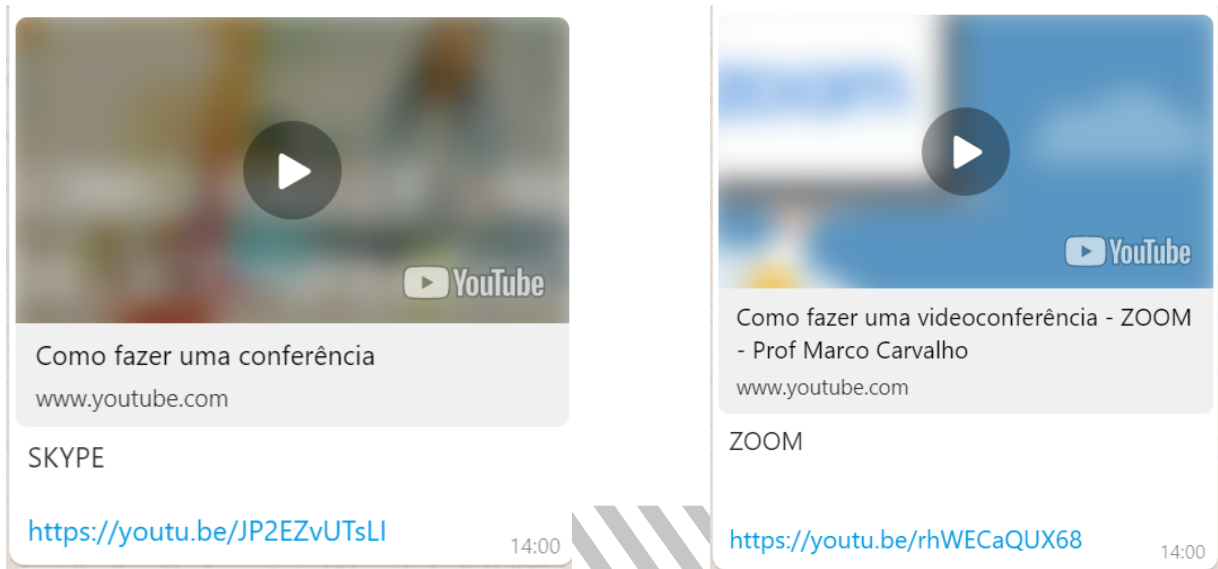 YouTube
Como fazer uma conferência
www.youtube.com
SKYPE
https://youtu.be/JP2EZvUTsLI
14:00
zoom
YouTube
Como fazer uma videoconferência - ZOOM
- Prof Marco Carvalho
www.youtube.com
ZOOM
https://youtu.be/rhWECaQUX68
14:00